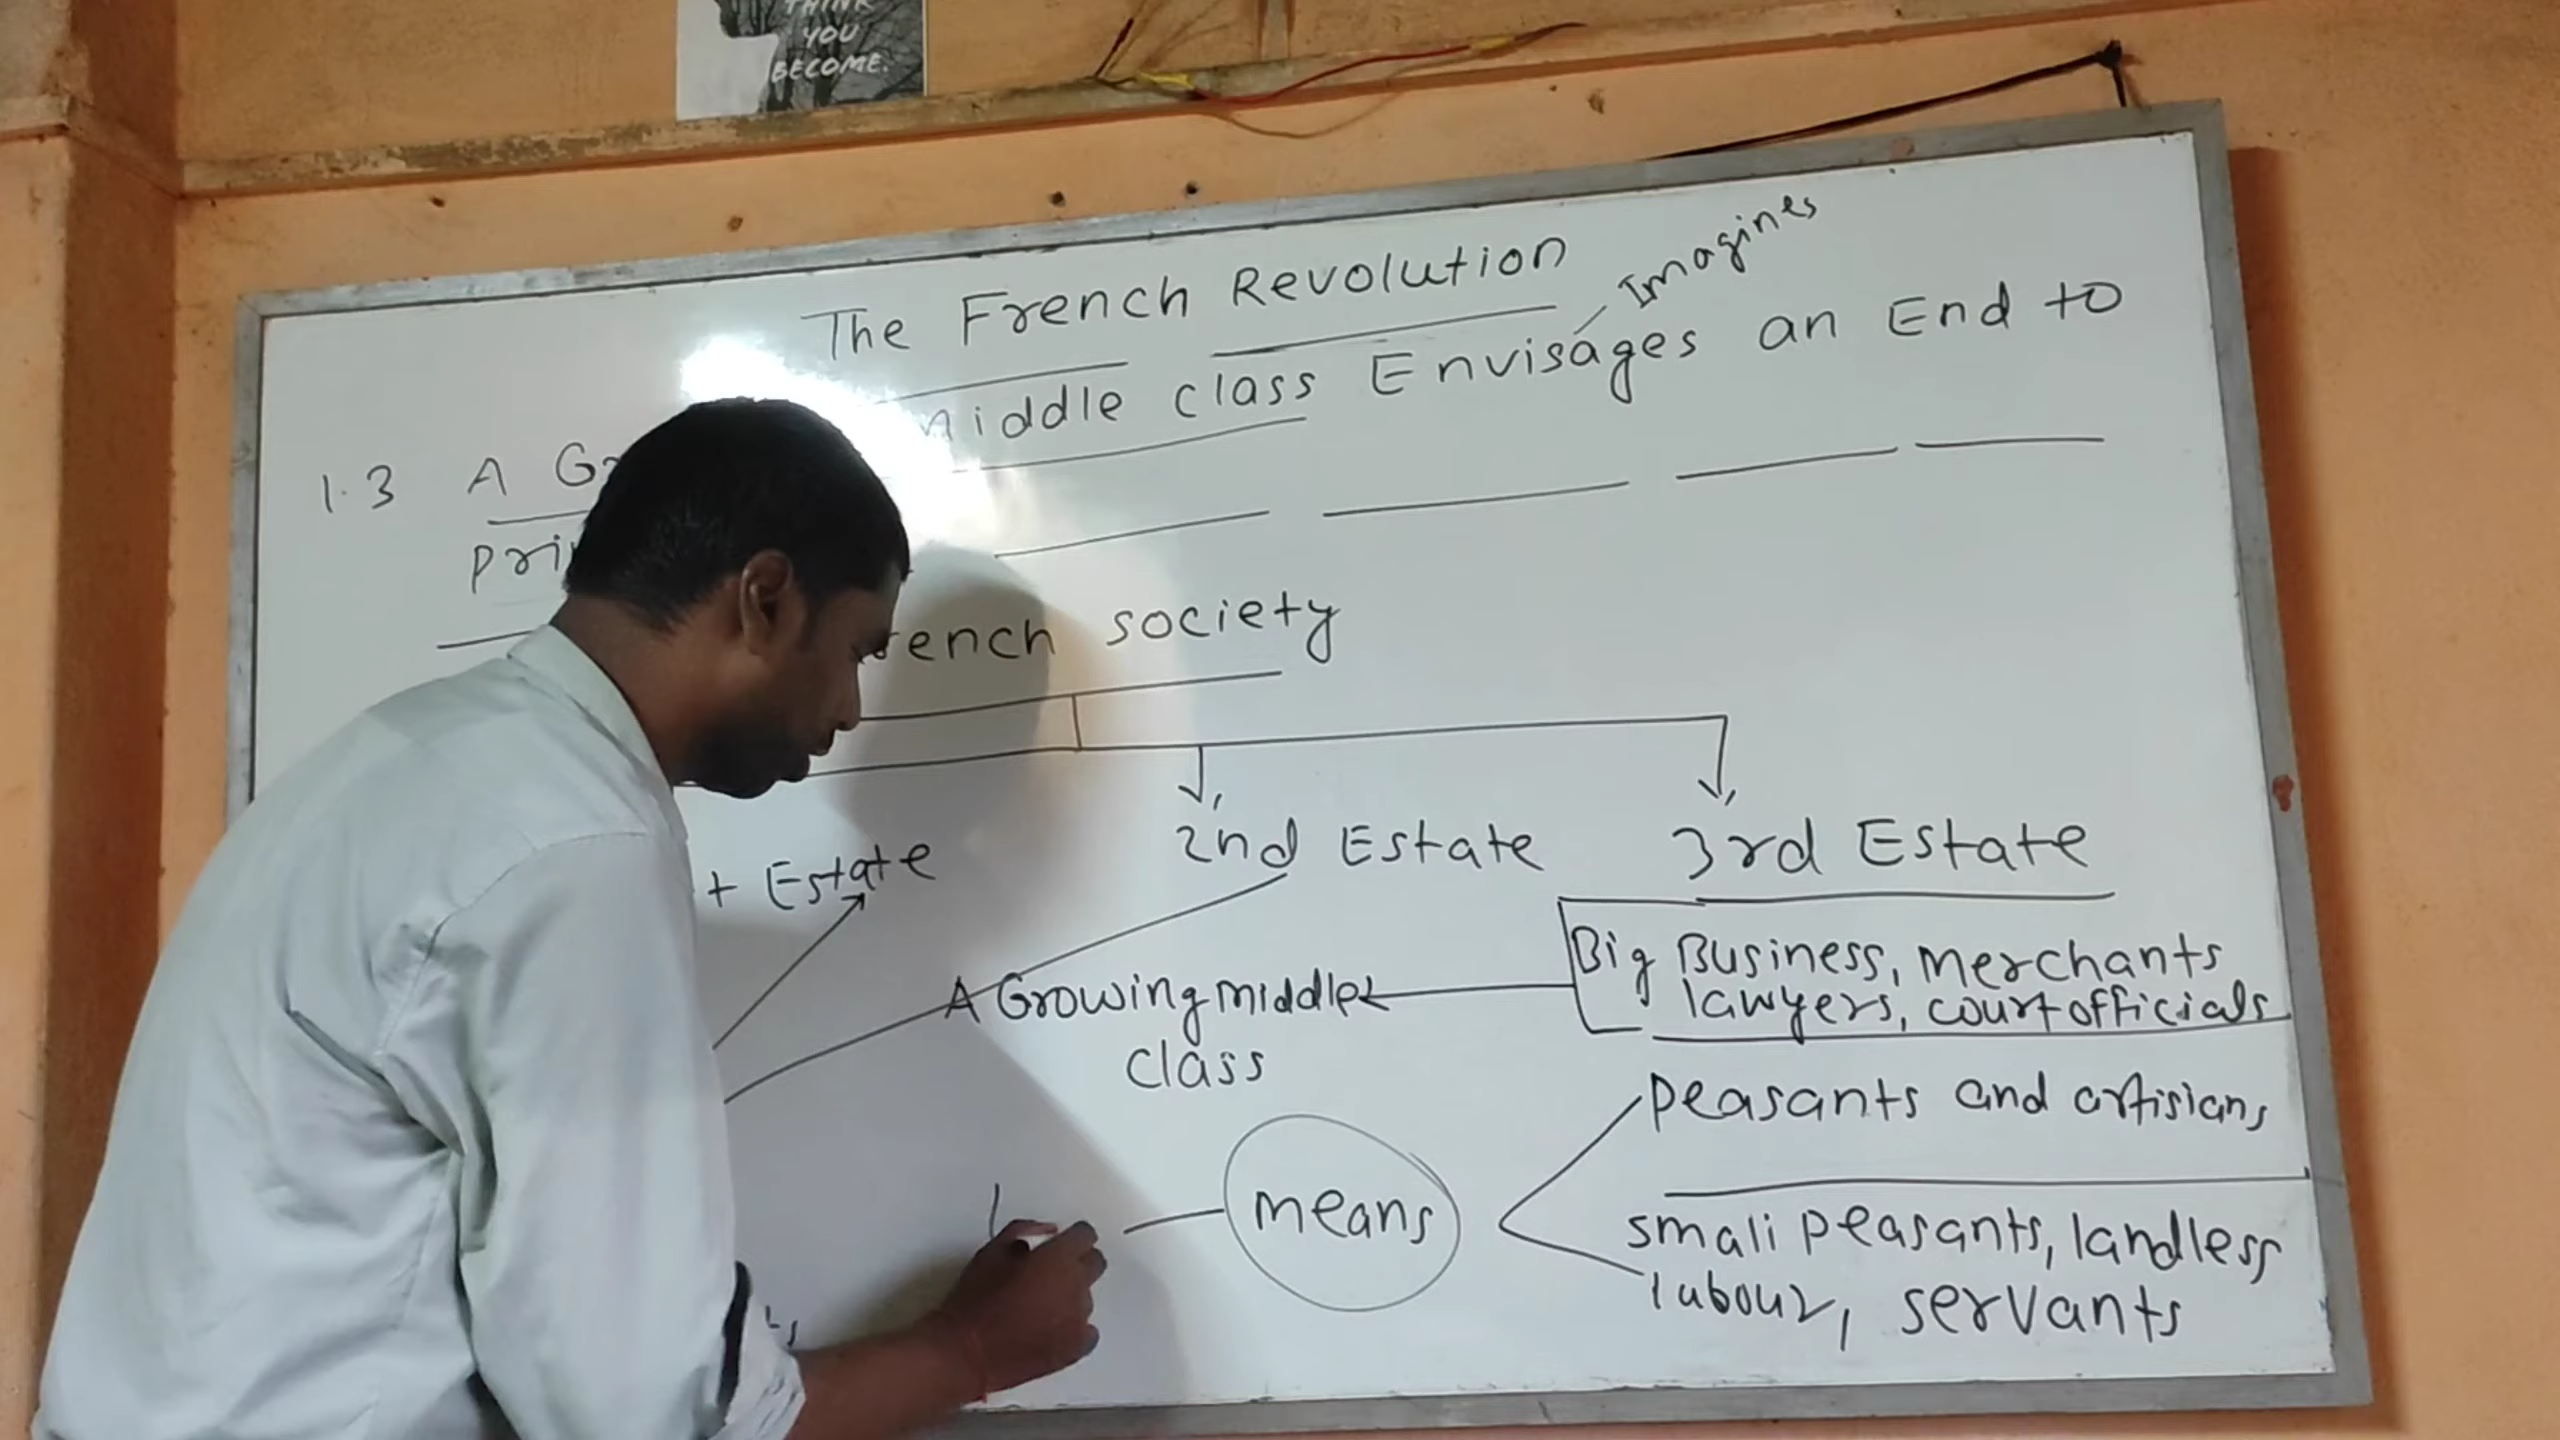 THINK
YOU
BECOME.
The French Revolution
Imagines
1.3 A middle class Envisages an End to
French society
Estate 2nd Estate 3rd Estate
Big Business, merchants
lawyers, court officials
A Growing middle
class
peasants and artisians
means
small peasants, landless
labour, servants